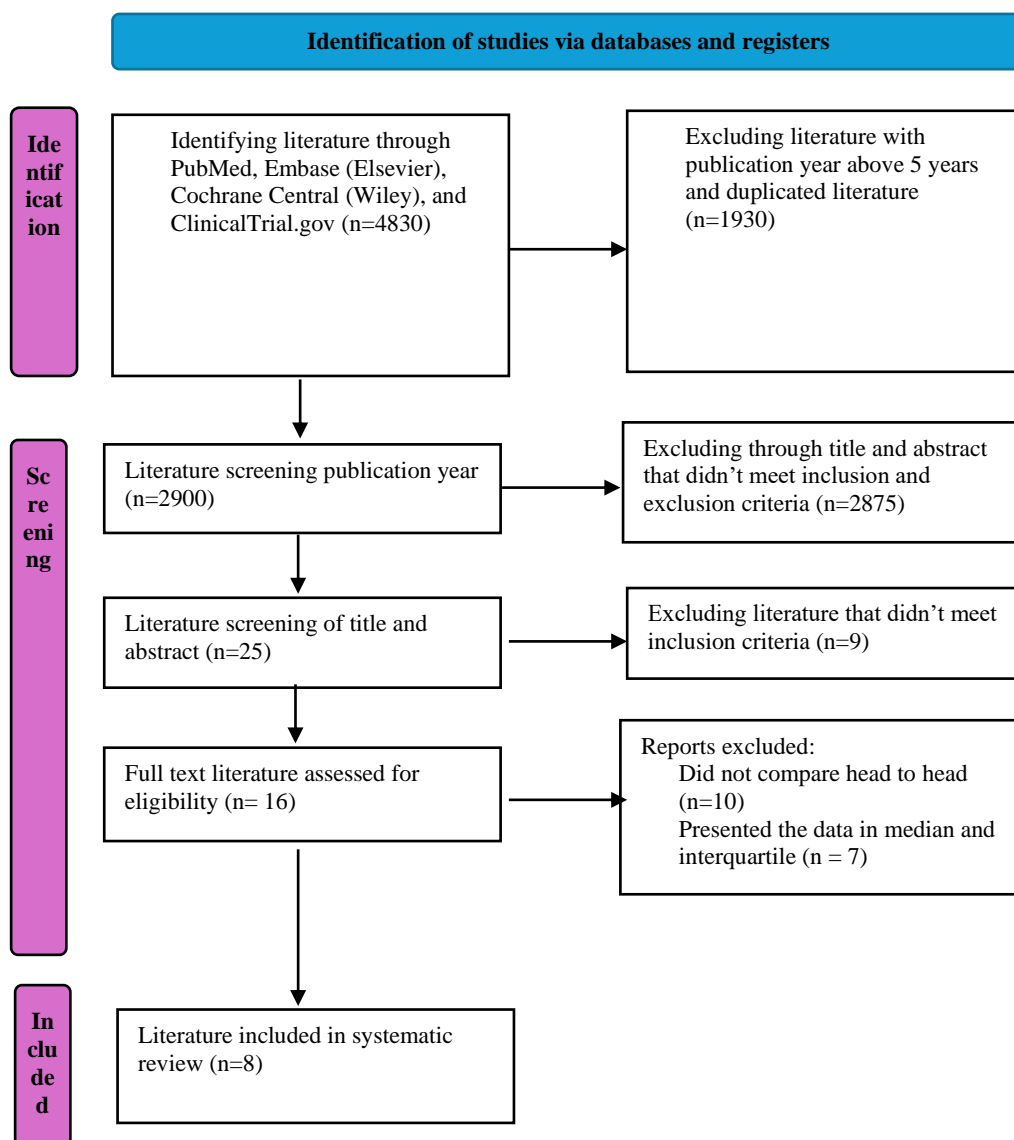 Identification of studies via databases and registers
Ide
ntif
icat
ion
Identifying literature through
PubMed, Embase (Elsevier),
Cochrane Central (Wiley), and
ClinicalTrial.gov (n=4830)
Excluding literature with
publication year above 5 years
and duplicated literature
(n=1930)
Sc
re
eni
ng
Literature screening publication year
(n=2900)
Excluding through title and abstract
that didn’t meet inclusion and
exclusion criteria (n=2875)
Literature screening of title and
abstract (n=25)
Excluding literature that didn’t meet
inclusion criteria (n=9)
Full text literature assessed for
eligibility (n= 16)
Reports excluded:
Did not compare head to head
(n=10)
Presented the data in median and
interquartile (n = 7)
In
clu
de
d
Literature included in systematic
review (n=8)